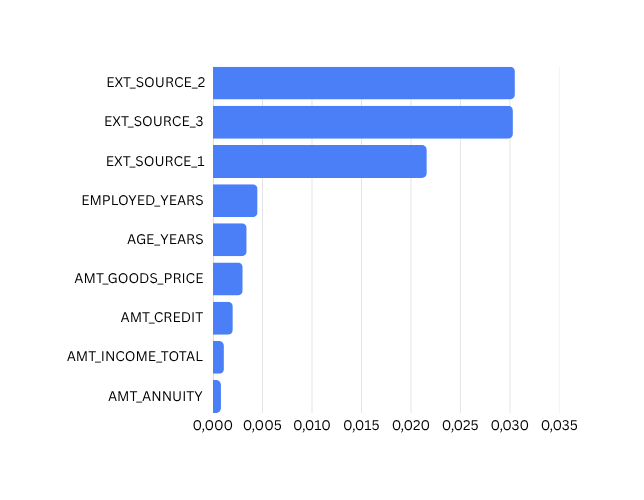 EXT_SOURCE_2
EXT_SOURCE_3
EXT_SOURCE_1
EMPLOYED_YEARS
AGE_YEARS
AMT_GOODS_PRICE
AMT_CREDIT
AMT_INCOME_TOTAL
AMT_ANNUITY
0,000 0,005 0,010 0,015 0,020 0,025 0,030 0,035